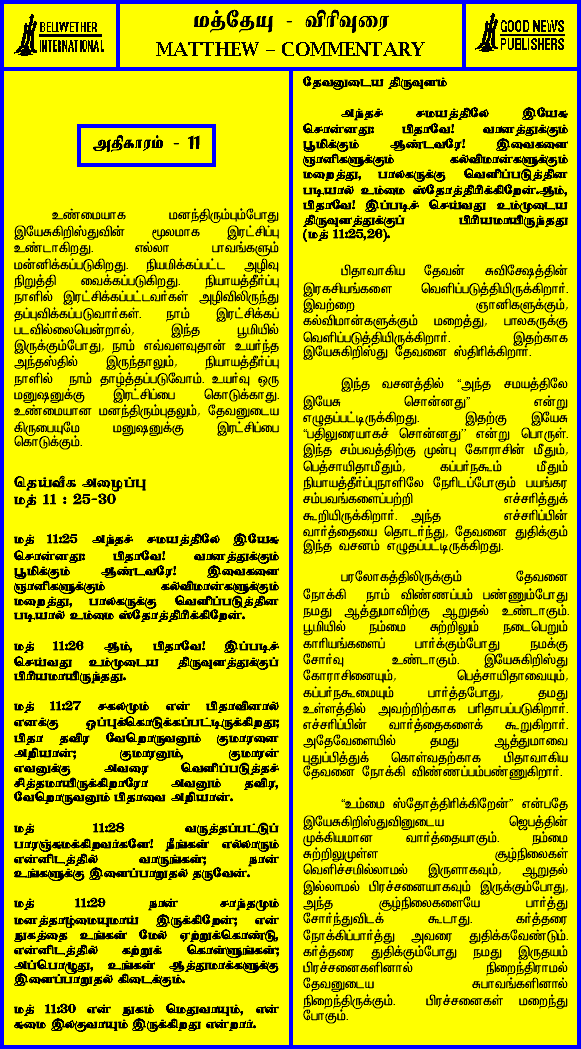 BELIWETHER
INTERNATIONAL
மத்தேயு - விரிவுரை
MATTHEW – COMMENTARY
GOOD NEWS
PUBLISHERS
அதிகாரம் - 11
உண்மையாக மனந்திரும்பும்போது
இயேசுகிறிஸ்துவின் மூலமாக இரட்சிப்பு
உண்டாகிறது. எல்லா பாவங்களும்
மன்னிக்கப்படுகிறது. நியமிக்கப்பட்ட அழிவு
நிறுத்தி வைக்கப்படுகிறது. நியாயத்தீர்ப்பு
நாளில் இரட்சிக்கப்பட்டவர்கள் அழிவிலிருந்து
தப்புவிக்கப்படுவார்கள். நாம் இரட்சிக்கப்
படவில்லையென்றால், இந்த பூமியில்
இருக்கும்போது, நாம் எவ்வளவுதான் உயர்ந்த
அந்தஸ்தில் இருந்தாலும், நியாயத்தீர்ப்பு
நாளில் நாம் தாழ்த்தப்படுவோம். உயர்வு ஒரு
மனுஷனுக்கு இரட்சிப்பை கொடுக்காது.
உண்மையான மனந்திரும்புதலும், தேவனுடைய
கிருபையுமே மனுஷனுக்கு இரட்சிப்பை
கொடுக்கும்.
தெய்வீக அழைப்பு
மத் 11 : 25-30
மத் 11:25 அந்தச் சமயத்திலே இயேசு
சொன்னது: பிதாவே! வானத்துக்கும்
பூமிக்கும் ஆண்டவரே! இவைகளை
ஞானிகளுக்கும் கல்விமான்களுக்கும்
மறைத்து, பாலகருக்கு வெளிப்படுத்தின
படியால் உம்மை ஸ்தோத்திரிக்கிறேன்.
மத் 11:26 ஆம், பிதாவே! இப்படிச்
செய்வது உம்முடைய திருவுளத்துக்குப்
பிரியமாயிருந்தது.
மத் 11:27 சகலமும் என் பிதாவினால்
எனக்கு ஒப்புக்கொடுக்கப்பட்டிருக்கிறது;
பிதா தவிர வேறொருவனும் குமாரனை
அறியான்; குமாரனும், குமாரன்
எவனுக்கு அவரை வெளிப்படுத்தச்
சித்தமாயிருக்கிறாரோ அவனும் தவிர,
வேறொருவனும் பிதாவை அறியான்.
மத் 11:28 வருத்தப்பட்டுப்
பாரஞ்சுமக்கிறவர்களே! நீங்கள் எல்லாரும்
என்னிடத்தில் வாருங்கள்; நான்
உங்களுக்கு இளைப்பாறுதல் தருவேன்.
மத் 11:29 நான் சாந்தமும்
மனத்தாழ்மையுமாய் இருக்கிறேன்; என்
நுகத்தை உங்கள் மேல் ஏற்றுக்கொண்டு,
என்னிடத்தில் கற்றுக் கொள்ளுங்கள்;
அப்பொழுது, உங்கள் ஆத்துமாக்களுக்கு
இளைப்பாறுதல் கிடைக்கும்.
மத் 11:30 என் நுகம் மெதுவாயும், என்
சுமை இலகுவாயும் இருக்கிறது என்றார்.
தேவனுடைய திருவுளம்
அந்தச் சமயத்திலே இயேசு
சொன்னது: பிதாவே! வானத்துக்கும்
பூமிக்கும் ஆண்டவரே! இவைகளை
ஞானிகளுக்கும் கல்விமான்களுக்கும்
மறைத்து, பாலகருக்கு வெளிப்படுத்தின
படியால் உம்மை ஸ்தோத்திரிக்கிறேன்.ஆம்,
பிதாவே! இப்படிச் செய்வது உம்முடைய
திருவுளத்துக்குப் பிரியமாயிருந்தது
(மத் 11:25,26).
பிதாவாகிய தேவன் சுவிசேஷத்தின்
இரகசியங்களை வெளிப்படுத்தியிருக்கிறார்.
இவற்றை ஞானிகளுக்கும்,
கல்விமான்களுக்கும் மறைத்து, பாலகருக்கு
வெளிப்படுத்தியிருக்கிறார். இதற்காக
இயேசுகிறிஸ்து தேவனை ஸ்திரிக்கிறார்.
இந்த வசனத்தில் “அந்த சமயத்திலே
இயேசு சொன்னது” என்று
எழுதப்பட்டிருக்கிறது. இதற்கு இயேசு
“பதிலுரையாகச் சொன்னது” என்று பொருள்.
இந்த சம்பவத்திற்கு முன்பு கோராசின் மீதும்,
பெத்சாயிதாமீதும், கப்பர்நகூம் மீதும்
நியாயத்தீர்ப்புநாளிலே நேரிடப்போகும் பயங்கர
சம்பவங்களைப்பற்றி எச்சரித்துக்
கூறியிருக்கிறார். அந்த எச்சரிப்பின்
வார்த்தையை தொடர்ந்து, தேவனை துதிக்கும்
இந்த வசனம் எழுதப்பட்டிருக்கிறது.
பரலோகத்திலிருக்கும் தேவனை
நோக்கி நாம் விண்ணப்பம் பண்ணும்போது
நமது ஆத்துமாவிற்கு ஆறுதல் உண்டாகும்.
பூமியில் நம்மை சுற்றிலும் நடைபெறும்
காரியங்களைப் பார்க்கும்போது நமக்கு
சோர்வு உண்டாகும். இயேசுகிறிஸ்து
கோராசினையும், பெத்சாயிதாவையும்,
கப்பர்நகூமையும் பார்த்தபோது, தமது
உள்ளத்தில் அவற்றிற்காக பரிதாபப்படுகிறார்.
எச்சரிப்பின் வார்த்தைகளைக் கூறுகிறார்.
அதேவேளையில் தமது ஆத்துமாவை
புதுப்பித்துக் கொள்வதற்காக பிதாவாகிய
தேவனை நோக்கி விண்ணப்பம்பண்ணுகிறார்.
“உம்மை ஸ்தோத்திரிக்கிறேன்” என்பதே
இயேசுகிறிஸ்துவினுடைய ஜெபத்தின்
முக்கியமான வார்த்தையாகும். நம்மை
சுற்றிலுமுள்ள சூழ்நிலைகள்
வெளிச்சமில்லாமல் இருளாகவும், ஆறுதல்
இல்லாமல் பிரச்சனையாகவும் இருக்கும்போது,
அந்த சூழ்நிலைகளையே பார்த்து
சோர்ந்துவிடக் கூடாது. கர்த்தரை
நோக்கிப்பார்த்து அவரை துதிக்கவேண்டும்.
கர்த்தரை துதிக்கும்போது நமது இருதயம்
பிரச்சனைகளினால் நிறைந்திராமல்
தேவனுடைய சுபாவங்களினால்
நிறைந்திருக்கும். பிரச்சனைகள் மறைந்து
போகும்.